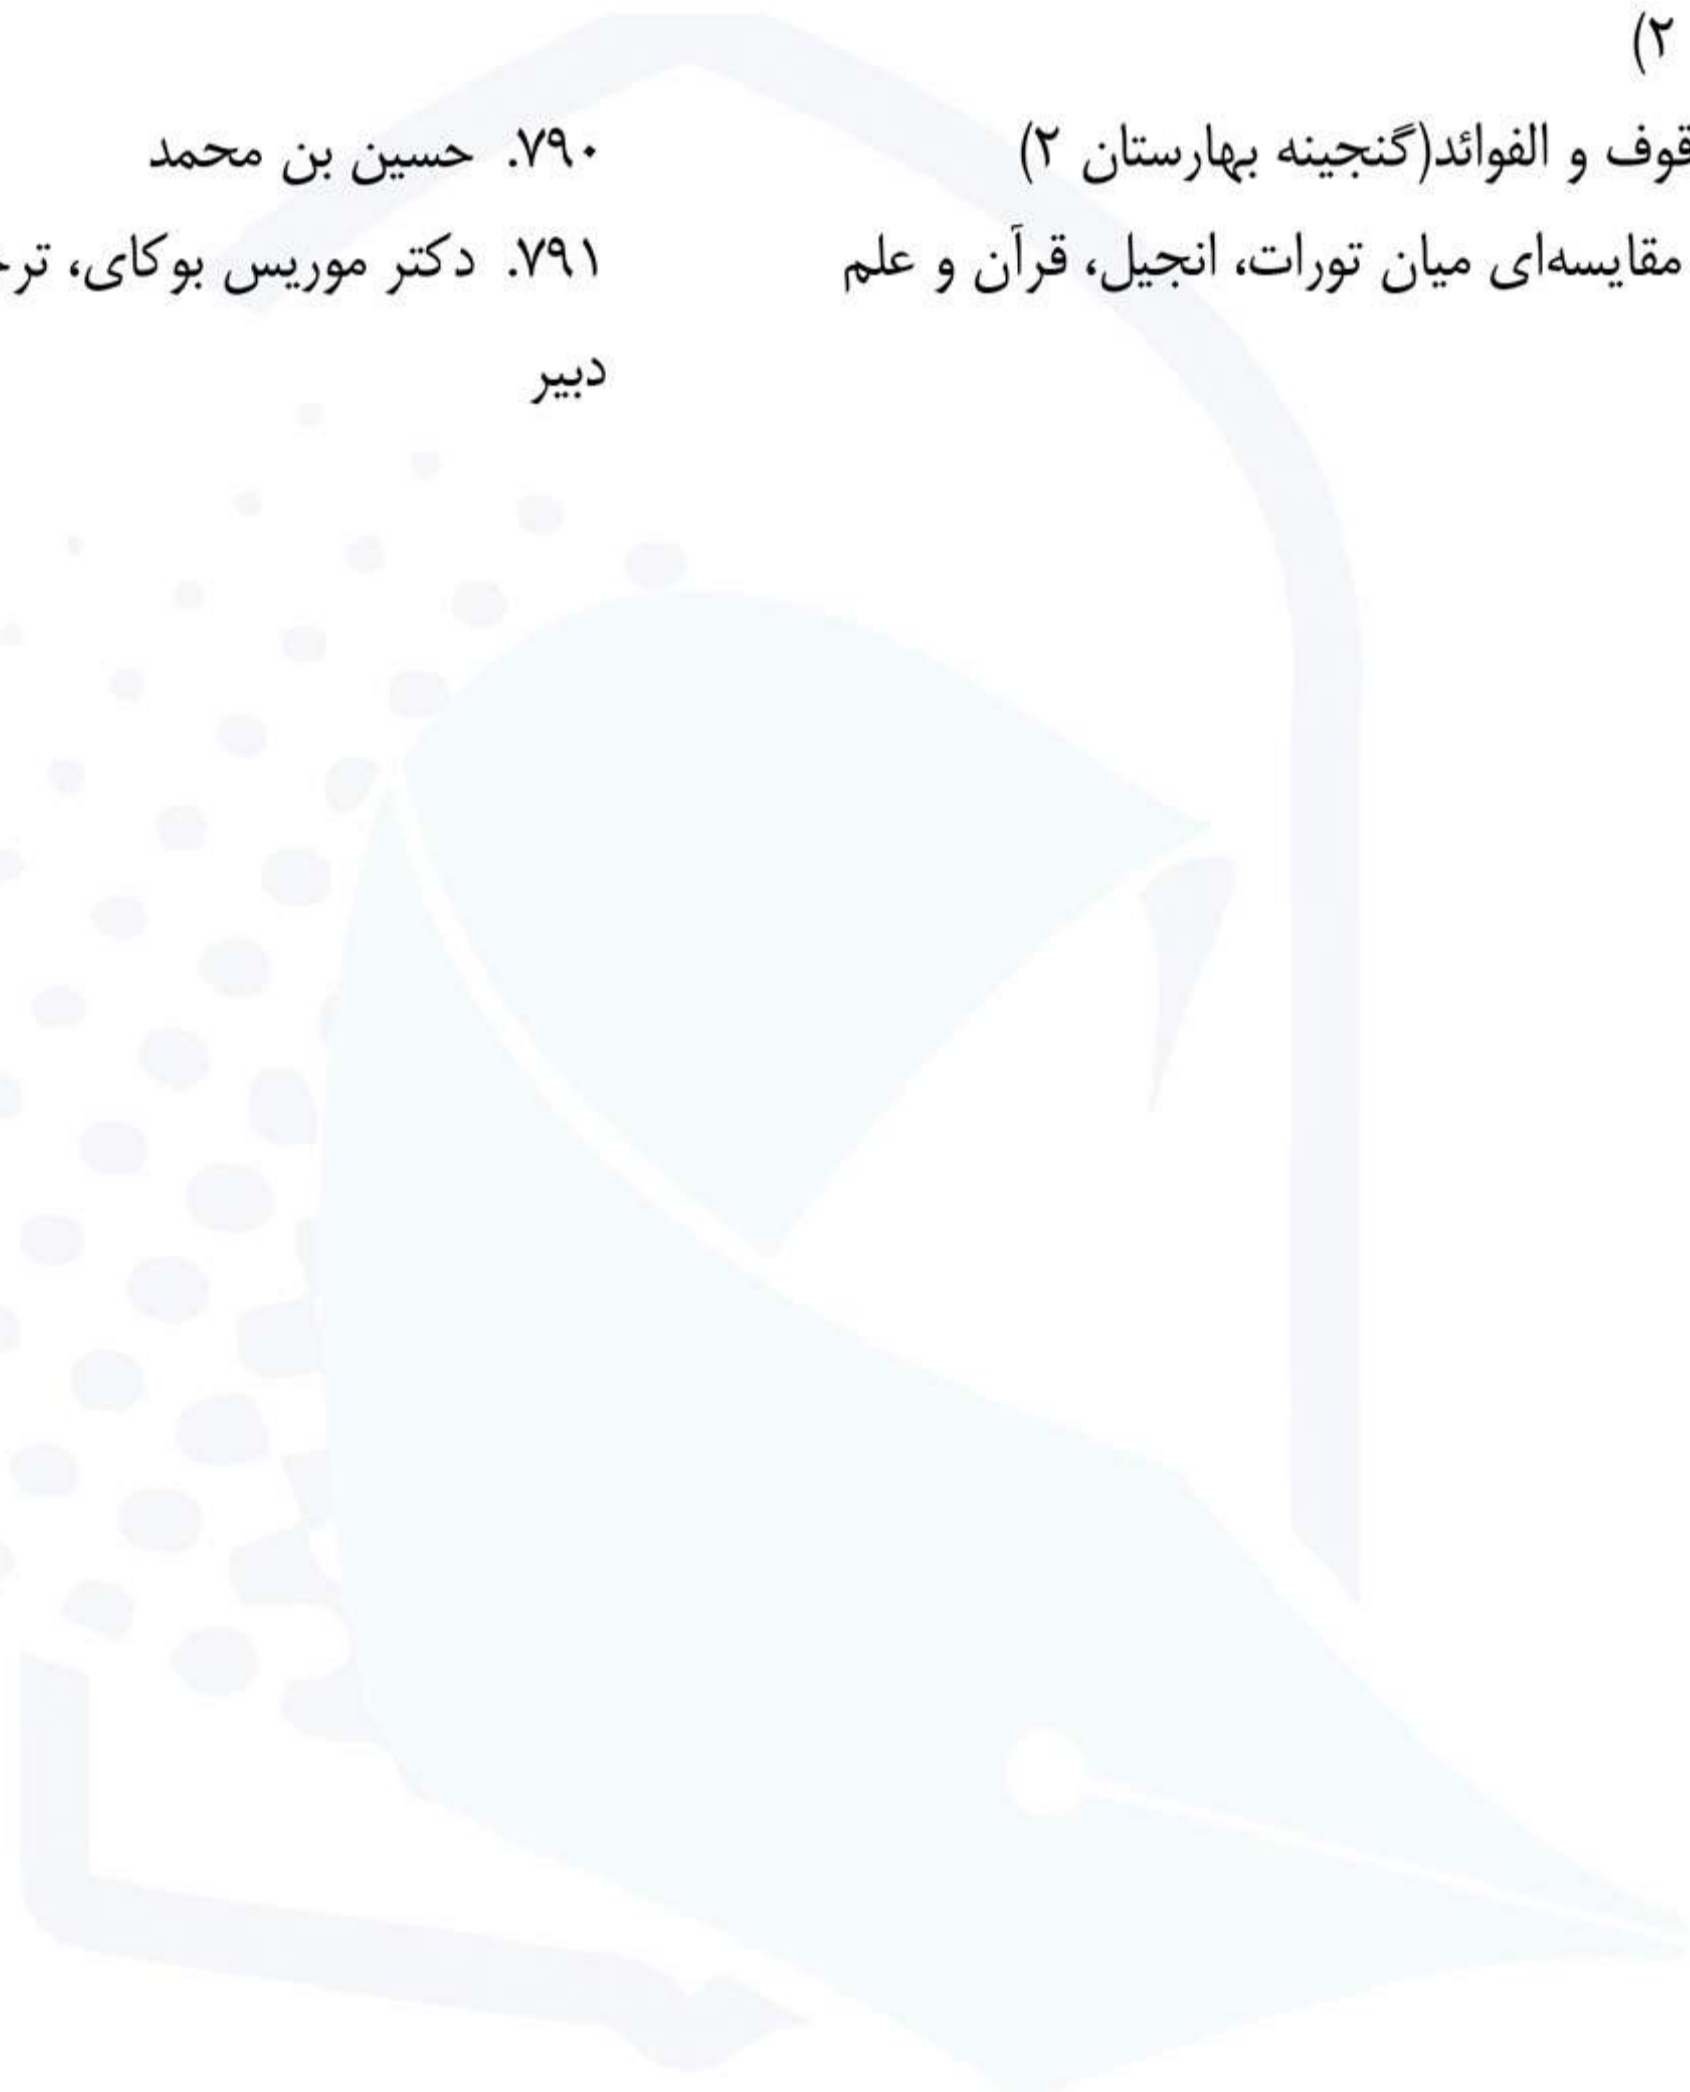 ۲)
قوف و الفوائد(گنجینه بهارستان ۲) ۷۹۰. حسین بن محمد
مقایسه‌ای میان تورات، انجیل، قرآن و علم ۷۹۱. دکتر موریس بوکای، ترج
دبیر